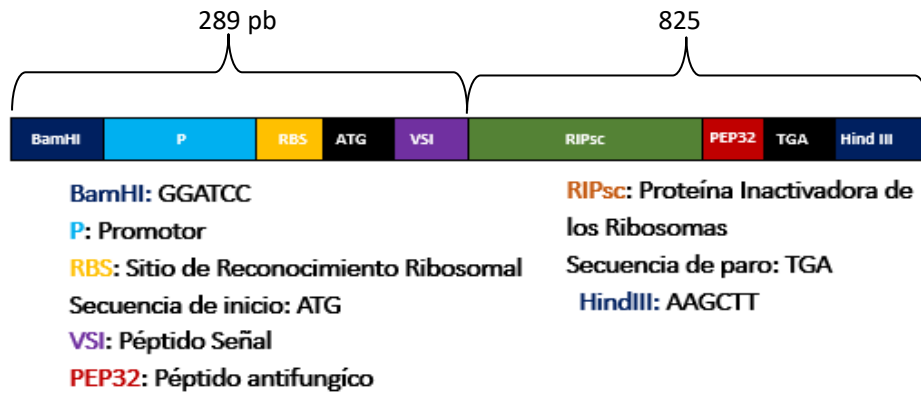 289 pb
825
BamHI P RBS ATG VSI RIPsc PEP32 TGA Hind III
BamHI: GGATCC
P: Promotor
RBS: Sitio de Reconocimiento Ribosomal
Secuencia de inicio: ATG
VSI: Péptido Señal
PEP32: Péptido antifungíco
RIPsc: Proteína Inactivadora de
los Ribosomas
Secuencia de paro: TGA
HindIII: AAGCTT